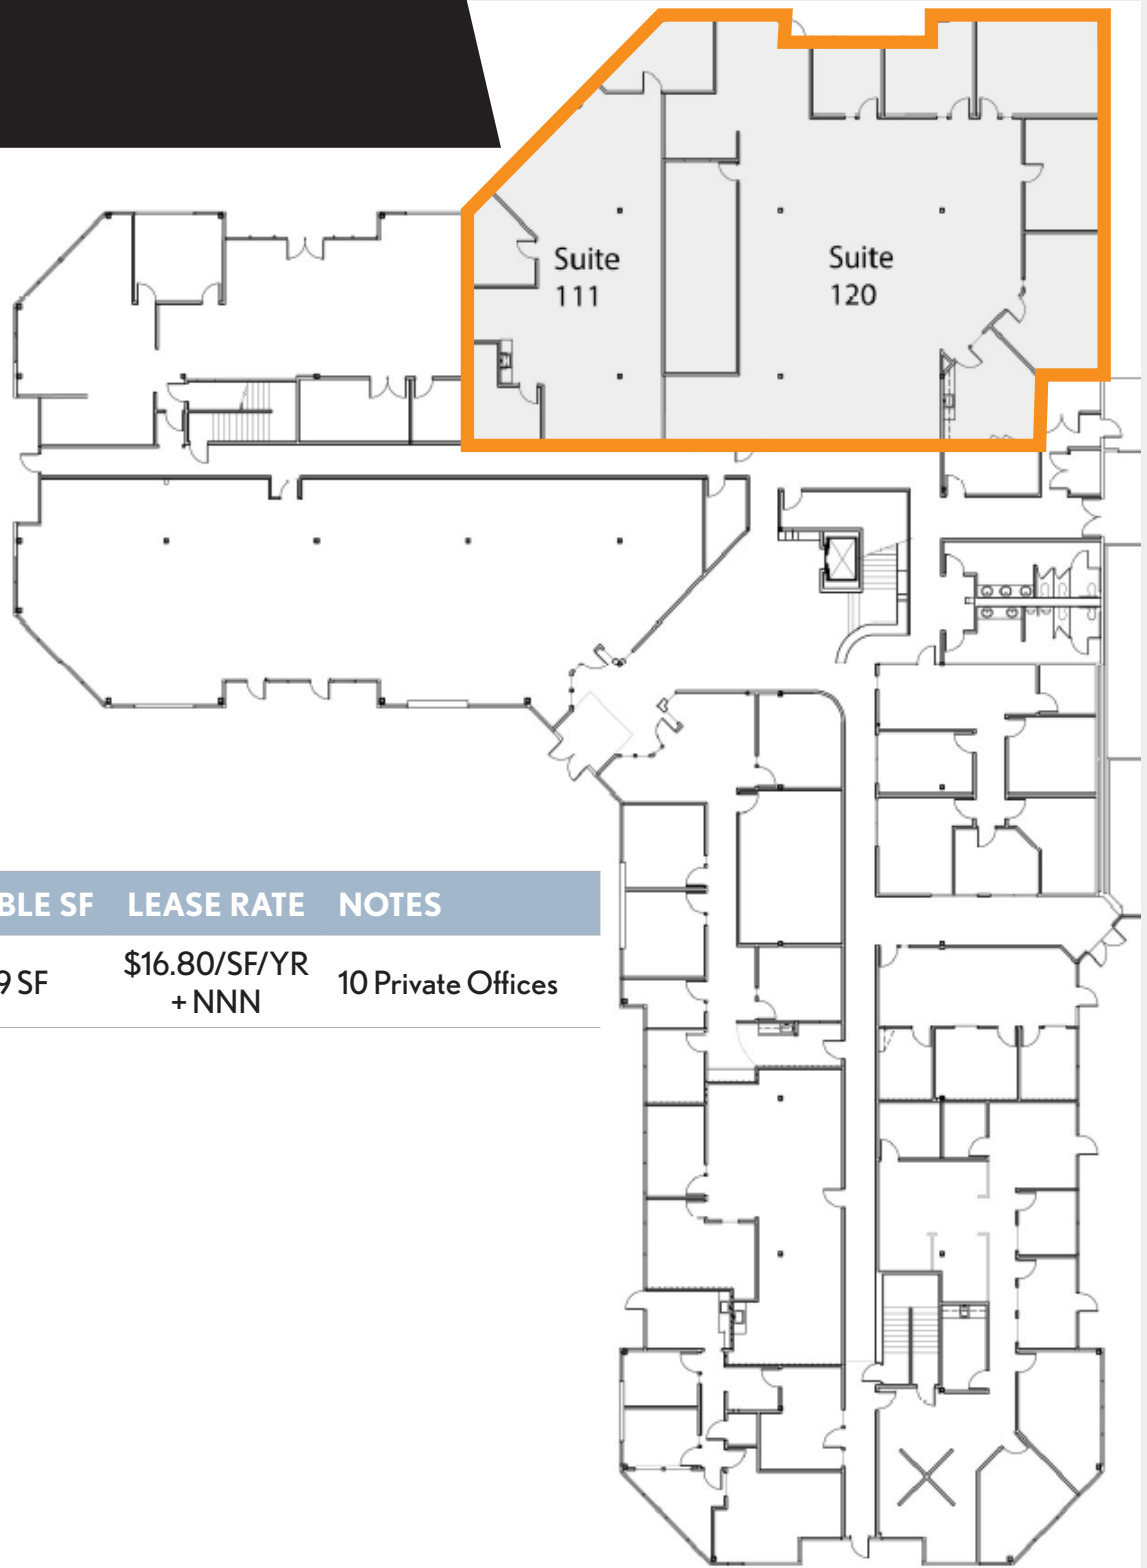 Suite
111
Suite
120
BLE SF LEASE RATE NOTES
9 SF $16.80/SF/YR
+ NNN 10 Private Offices